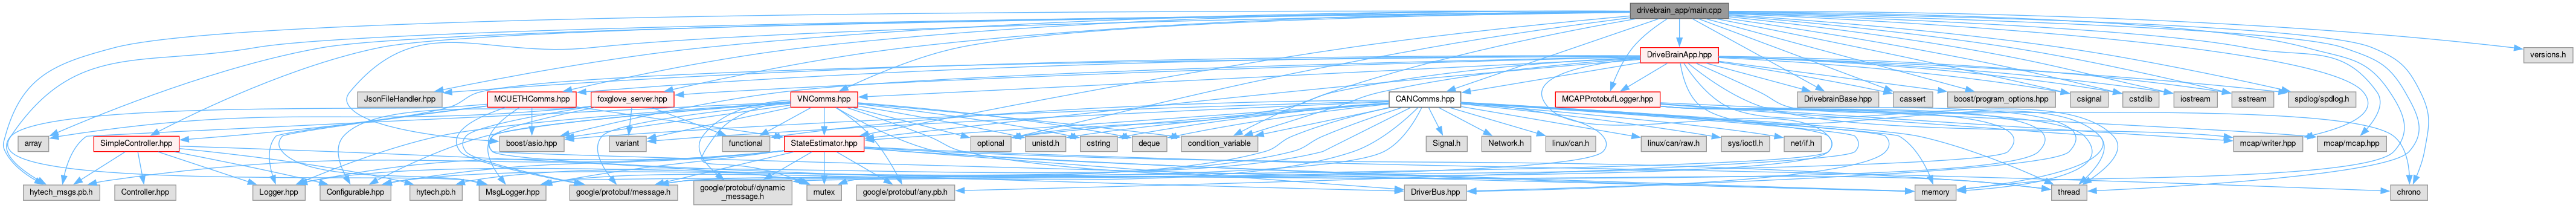 drivebrain_app/main.cpp
DriveBrainApp.hpp
versions.h
JsonFileHandler.hpp
MCUETHComms.hpp
foxglove_server.hpp
VNComms.hpp
CANComms.hpp
MCAPProtobufLogger.hpp
DrivebrainBase.hpp
cassert
boost/program_options.hpp
csignal
cstdlib
iostream
sstream
spdlog/spdlog.h
array
SimpleController.hpp
boost/asio.hpp
variant
functional
StateEstimator.hpp
optional
unistd.h
cstring
deque
condition_variable
Signal.h
Network.h
linux/can.h
linux/can/raw.h
sys/ioctl.h
net/if.h
mcap/writer.hpp
mcap/mcap.hpp
hytech_msgs.pb.h
Controller.hpp
Logger.hpp
Configurable.hpp
hytech.pb.h
MsgLogger.hpp
google/protobuf/message.h
google/protobuf/dynamic
_message.h
mutex
google/protobuf/any.pb.h
DriverBus.hpp
memory
thread
chrono